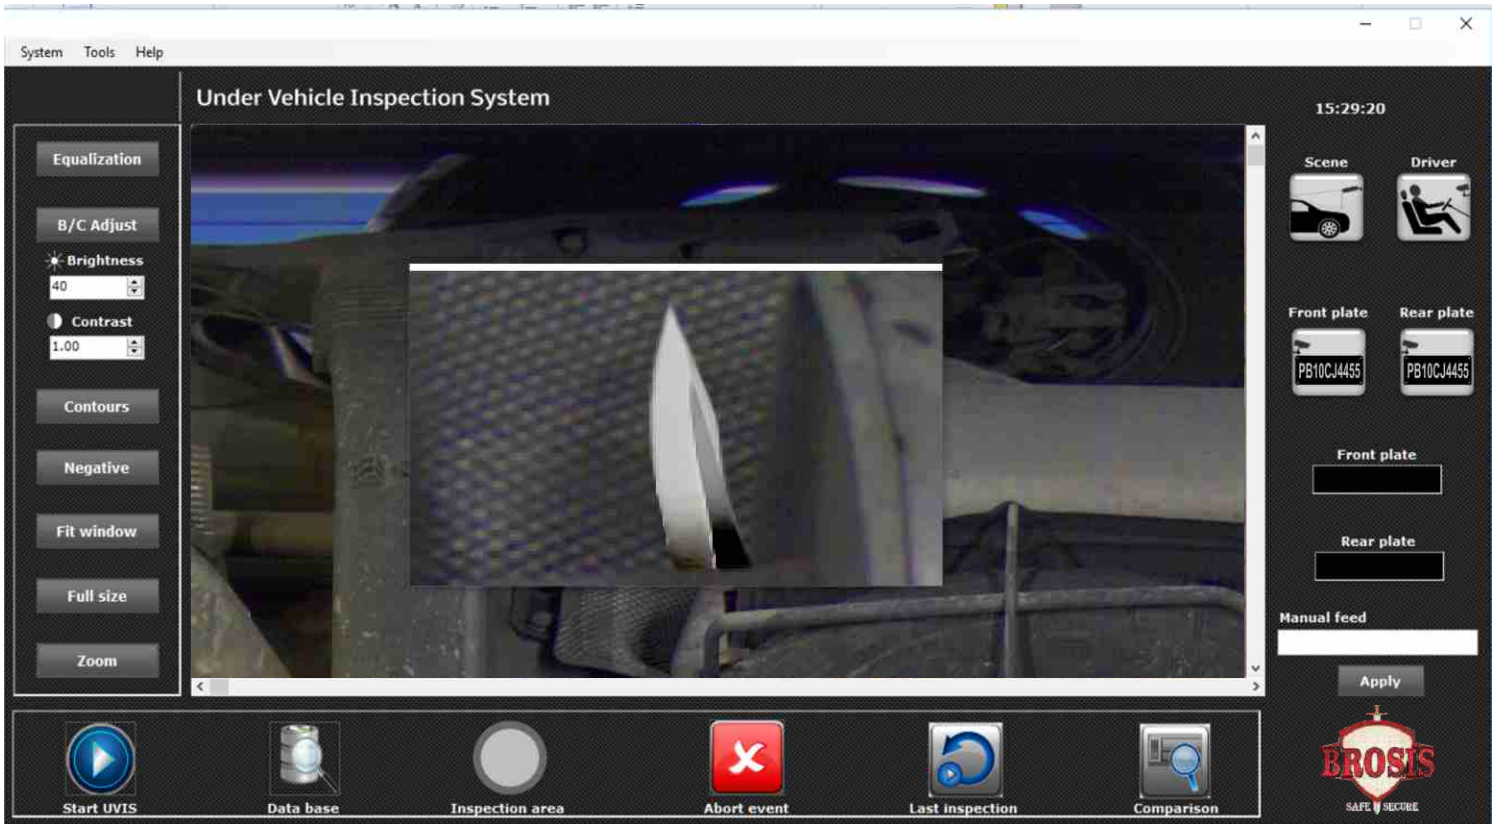 System Tools Help
Under Vehicle Inspection System
15:29:20
Equalization
B/C Adjust
Brightness
40
Contrast
1.00
Contours
Negative
Fit window
Full size
Zoom
Scene Driver
Front plate Rear plate
PB10CJ4455 PB10CJ4455
Front plate
Rear plate
Manual feed
Apply
Start UVIS Data base Inspection area Abort event Last inspection Comparison
BROSIS
SAFE SECURE